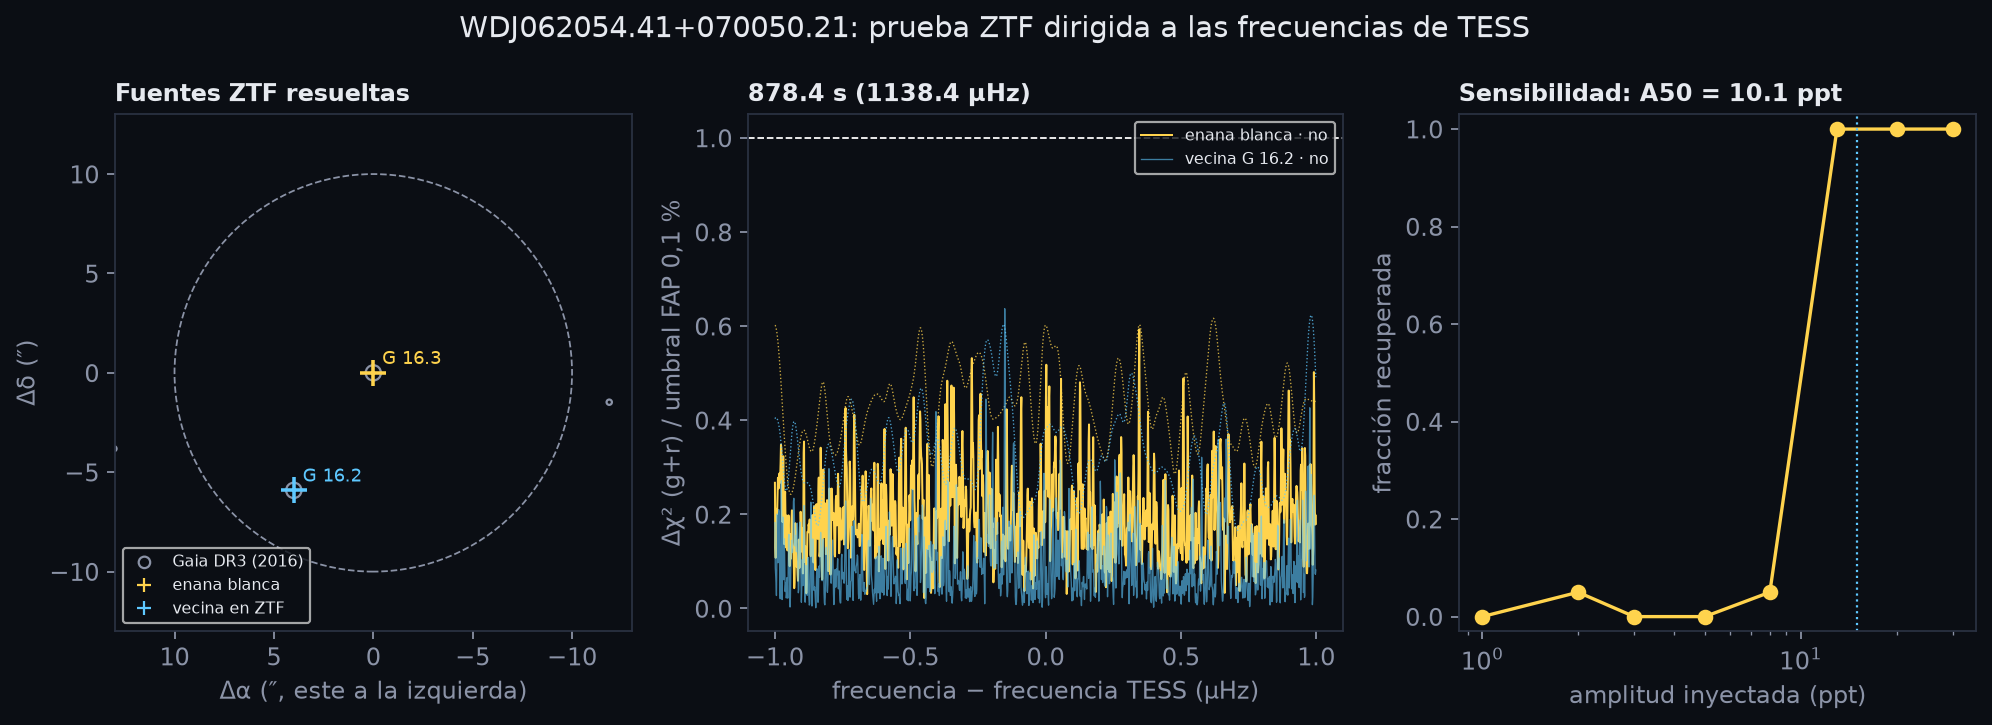 WDJ062054.41+070050.21: prueba ZTF dirigida a las frecuencias de TESS
Fuentes ZTF resueltas
Δδ (″)
10
5
0
−5
−10
G 16.3
G 16.2
Gaia DR3 (2016)
enana blanca
vecina en ZTF
10 5 0 −5 −10
Δα (″, este a la izquierda)
878.4 s (1138.4 µHz)
Δχ² (g+r) / umbral FAP 0,1 %
1.0
0.8
0.6
0.4
0.2
0.0
enana blanca · no
vecina G 16.2 · no
−1.0 −0.5 0.0 0.5 1.0
frecuencia − frecuencia TESS (µHz)
Sensibilidad: A50 = 10.1 ppt
fracción recuperada
1.0
0.8
0.6
0.4
0.2
0.0
10⁰ 10¹
amplitud inyectada (ppt)